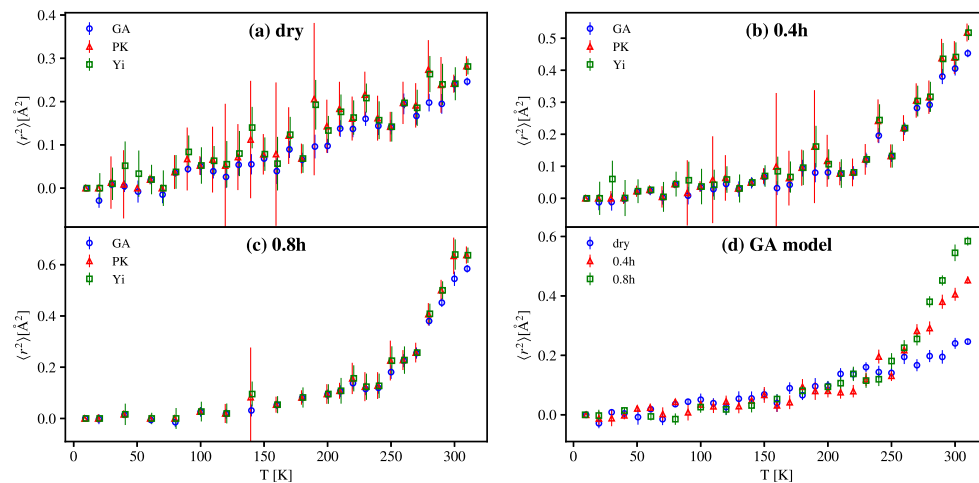 (a) dry
GA
PK
Yi
0.4
0.3
0.2
0.1
0.0
⟨r²⟩[Å²]
(b) 0.4h
GA
PK
Yi
0.5
0.4
0.3
0.2
0.1
0.0
⟨r²⟩[Å²]
(c) 0.8h
GA
PK
Yi
0.6
0.4
0.2
0.0
⟨r²⟩[Å²]
0 50 100 150 200 250 300
T [K]
(d) GA model
dry
0.4h
0.8h
0.6
0.4
0.2
0.0
⟨r²⟩[Å²]
0 50 100 150 200 250 300
T [K]